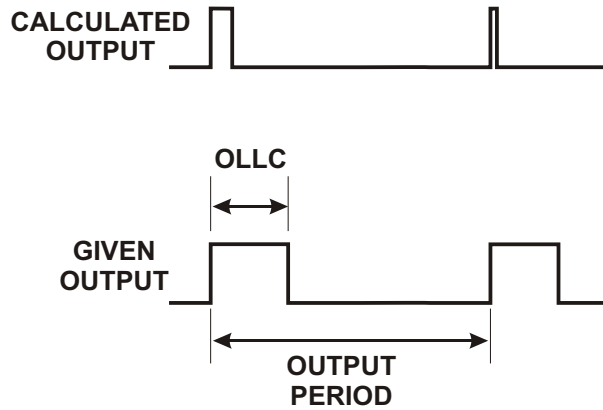 CALCULATED
OUTPUT
OLLC
GIVEN
OUTPUT
OUTPUT
PERIOD